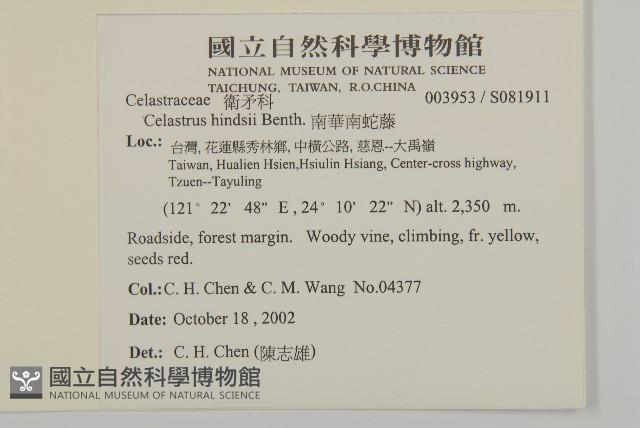 國立自然科學博物館
NATIONAL MUSEUM OF NATURAL SCIENCE
TAICHUNG, TAIWAN, R.O.CHINA
Celastraceae 衛矛科 003953 / S081911
Celastrus hindsii Benth. 南華南蛇藤
Loc.: 台灣, 花蓮縣秀林鄉, 中橫公路, 慈恩--大禹嶺
Taiwan, Hualien Hsien,Hsiulin Hsiang, Center-cross highway,
Tzuen--Tayuling
(121° 22' 48" E , 24° 10' 22" N) alt. 2,350 m.
Roadside, forest margin. Woody vine, climbing, fr. yellow,
seeds red.
Col.: C. H. Chen & C. M. Wang No.04377
Date: October 18 , 2002
Det.: C. H. Chen (陳志雄)
國立自然科學博物館
NATIONAL MUSEUM OF NATURAL SCIENCE